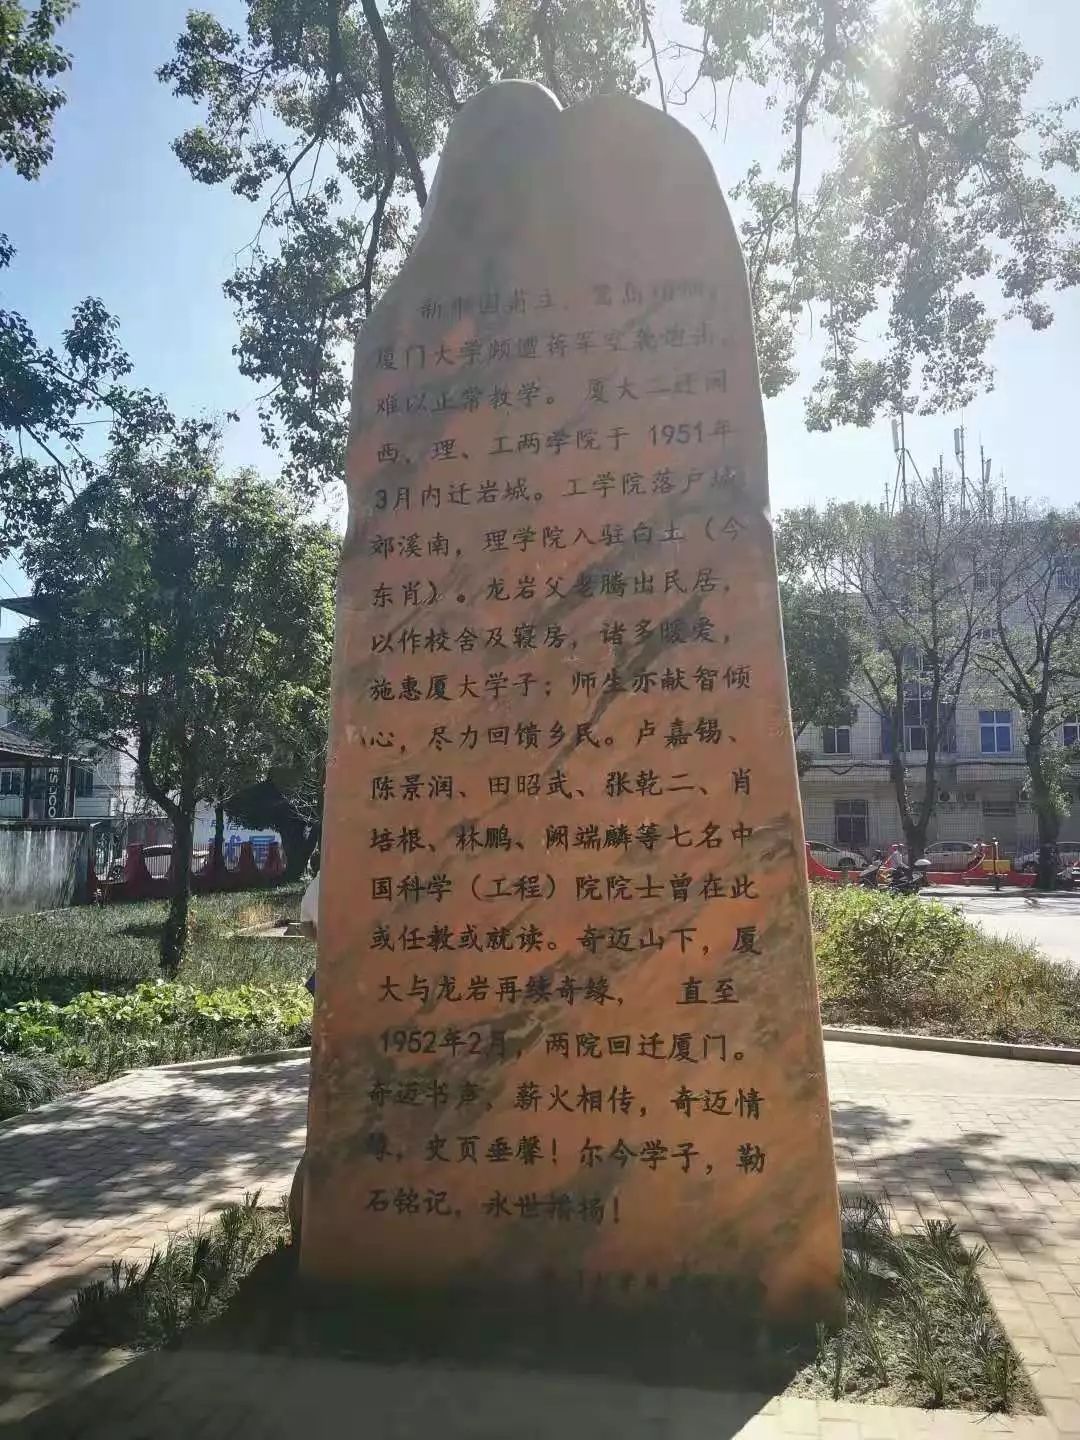 新
厦门大学频遭蒋军空袭炮击，
难以正常教学。厦大二迁闽
西，理、工两学院于1951年
3月内迁岩城。工学院落户城
郊溪南，理学院入驻白土（今
东肖）。龙岩父老腾出民居，
以作校舍及寝房，诸多暖爱，
施惠厦大学子；师生亦献智倾
心，尽力回馈乡民。卢嘉锡、
陈景润、田昭武、张乾二、肖
培根、林鹏、阙端麟等七名中
国科学（工程）院院士曾在此
或任教或就读。奇迈山下，厦
大与龙岩再续奇缘， 直至
1952年2月，两院回迁厦门。
奇迈书声，薪火相传，奇迈情
缘，史页垂馨！尔今学子，勒
石铭记，永世播扬！